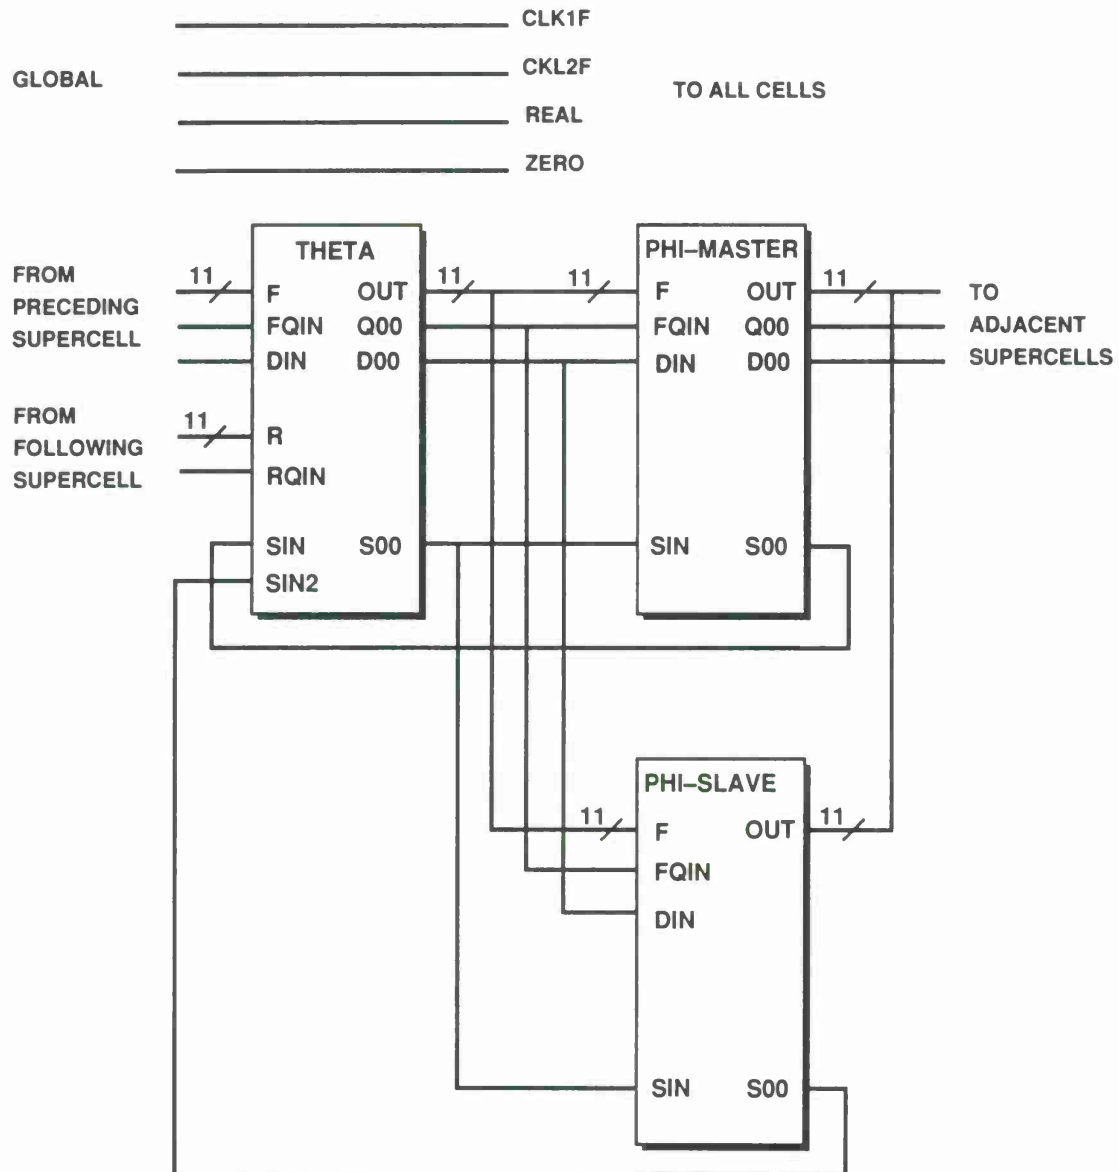 CLK1F
GLOBAL
CKL2F
TO ALL CELLS
REAL
ZERO
THETA
PHI–MASTER
FROM
PRECEDING
SUPERCELL
11
F
OUT
11
11
F
OUT
11
TO
ADJACENT
SUPERCELLS
FQIN
Q00
FQIN
Q00
DIN
D00
DIN
D00
FROM
FOLLOWING
SUPERCELL
11
R
RQIN
SIN
S00
SIN
S00
SIN2
PHI–SLAVE
11
F
OUT
11
FQIN
DIN
SIN
S00